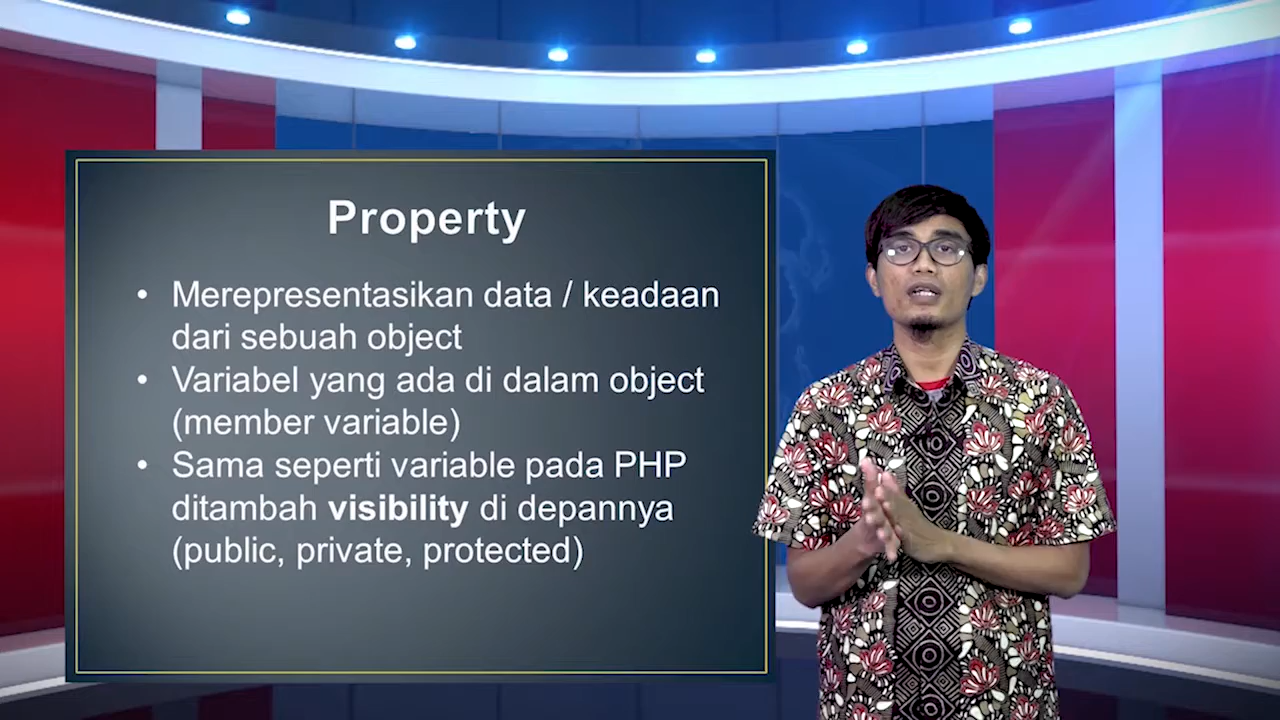 Property
• Merepresentasikan data / keadaan
dari sebuah object
• Variabel yang ada di dalam object
(member variable)
• Sama seperti variable pada PHP
ditambah visibility di depannya
(public, private, protected)